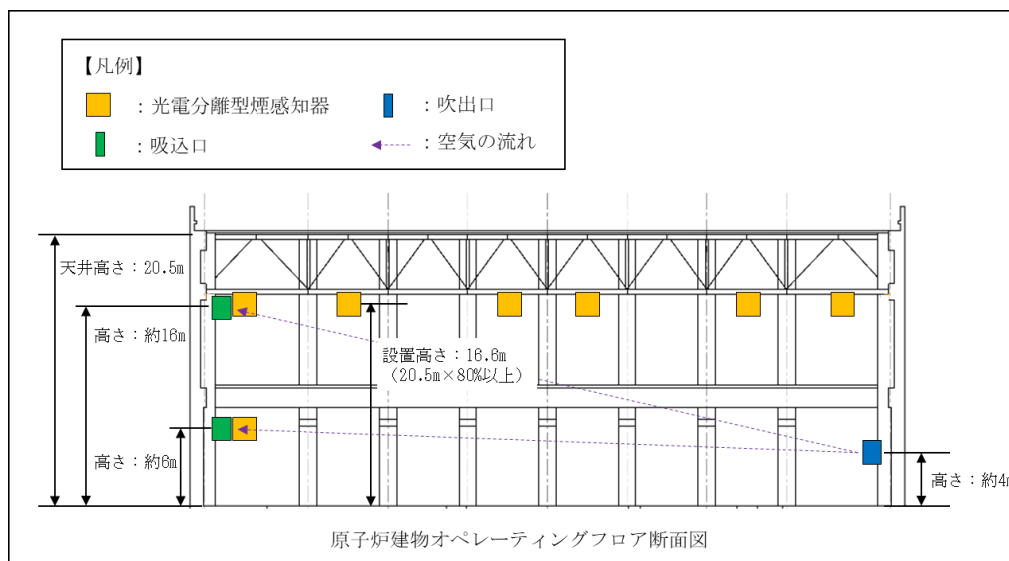 【凡例】
：光電分離型煙感知器
：吹出口
：吸込口
：空気の流れ
天井高さ：20.5m
高さ：約16m
設置高さ：16.6m
（20.5m×80%以上）
高さ：約6m
高さ：約4m
原子炉建物オペレーティングフロア断面図